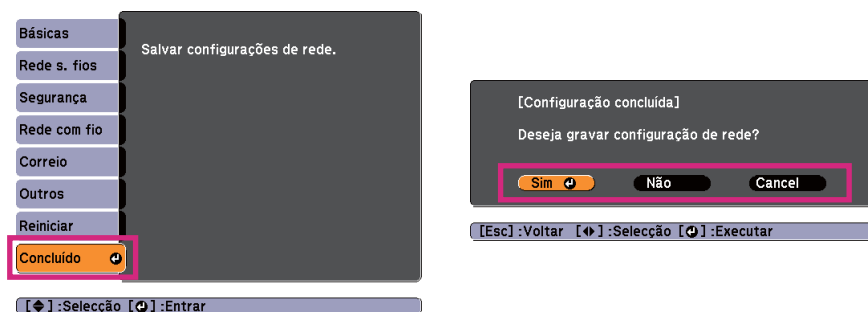 Básicas
Rede s. fios
Segurança
Rede com fio
Correio
Outros
Reiniciar
Concluído
Salvar configurações de rede.
[◆] :Selecção [↵] :Entrar
[Configuração concluída]
Deseja gravar configuração de rede?
Sim Não Cancel
[Esc] :Voltar [◆] :Selecção [↵] :Executar